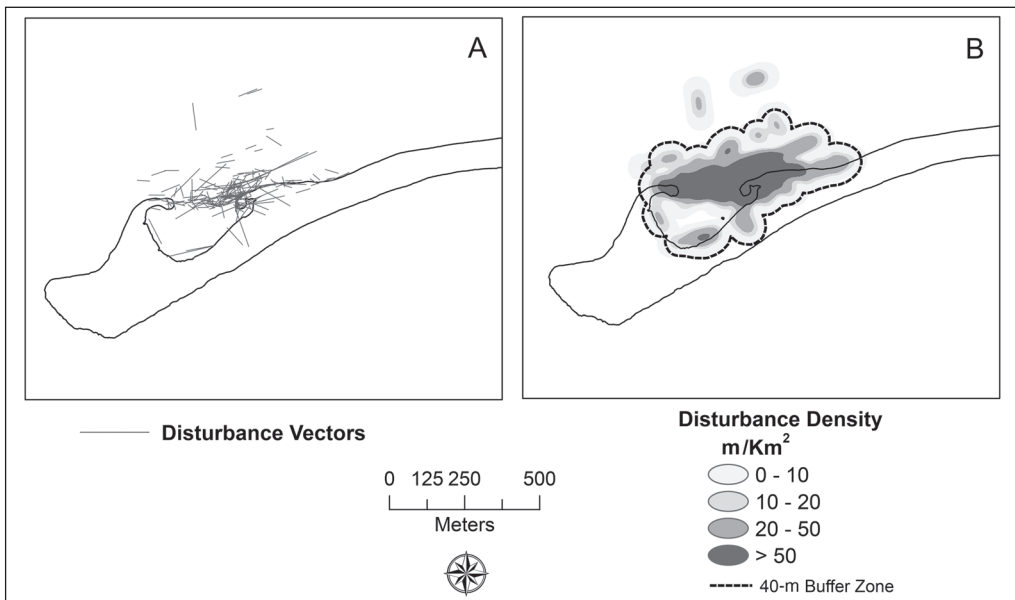 A
B
Disturbance Vectors
0 125 250 500
Meters
Disturbance Density
m/Km²
0 - 10
10 - 20
20 - 50
> 50
40-m Buffer Zone